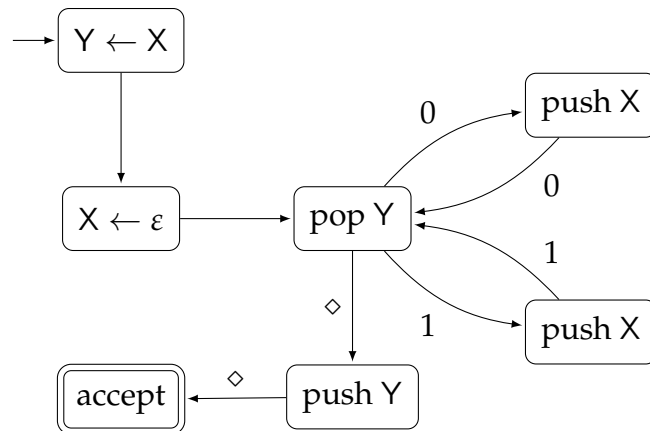 Y ← X
push X
0
0
X ← ε
pop Y
1
◇
1
push X
◇
accept
push Y